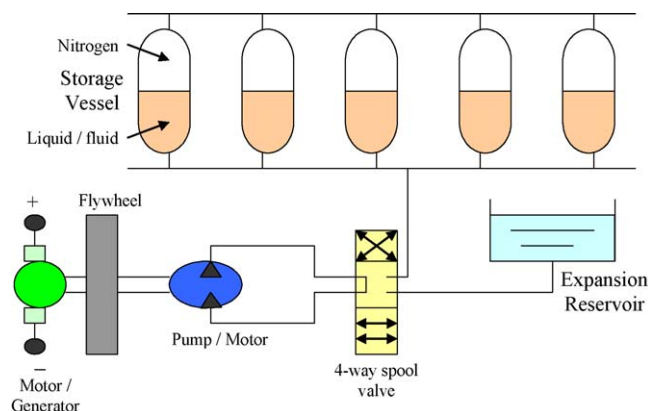 Nitrogen
Storage
Vessel
Liquid / fluid
+
Flywheel
Expansion
Reservoir
Pump / Motor
4-way spool
valve
–
Motor /
Generator